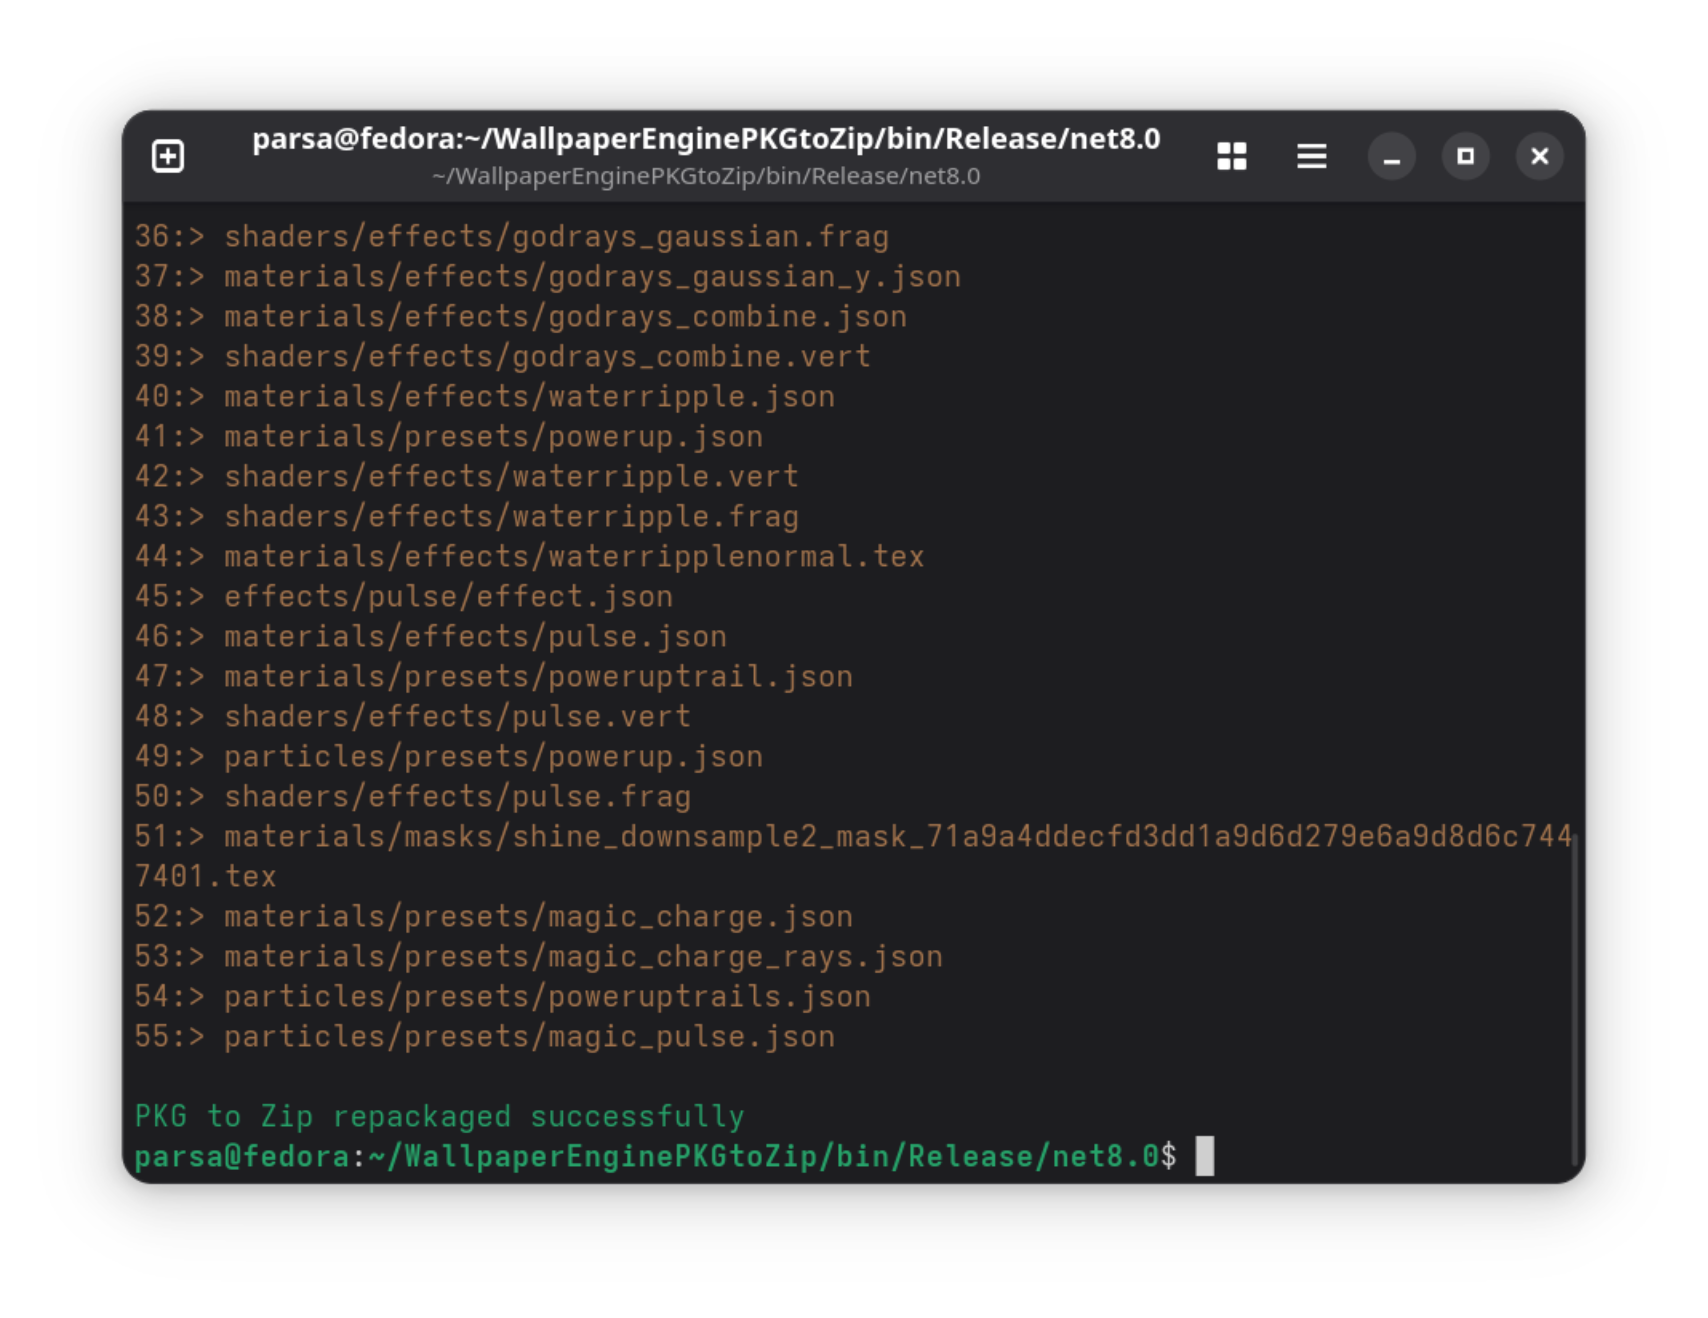 parsa@fedora:~/WallpaperEnginePKGtoZip/bin/Release/net8.0
~/WallpaperEnginePKGtoZip/bin/Release/net8.0
36:> shaders/effects/godrays_gaussian.frag
37:> materials/effects/godrays_gaussian_y.json
38:> materials/effects/godrays_combine.json
39:> shaders/effects/godrays_combine.vert
40:> materials/effects/waterripple.json
41:> materials/presets/powerup.json
42:> shaders/effects/waterripple.vert
43:> shaders/effects/waterripple.frag
44:> materials/effects/waterripplenormal.tex
45:> effects/pulse/effect.json
46:> materials/effects/pulse.json
47:> materials/presets/poweruptrail.json
48:> shaders/effects/pulse.vert
49:> particles/presets/powerup.json
50:> shaders/effects/pulse.frag
51:> materials/masks/shine_downsample2_mask_71a9a4ddecfd3dd1a9d6d279e6a9d8d6c744
7401.tex
52:> materials/presets/magic_charge.json
53:> materials/presets/magic_charge_rays.json
54:> particles/presets/poweruptrails.json
55:> particles/presets/magic_pulse.json
PKG to Zip repackaged successfully
parsa@fedora:~/WallpaperEnginePKGtoZip/bin/Release/net8.0$